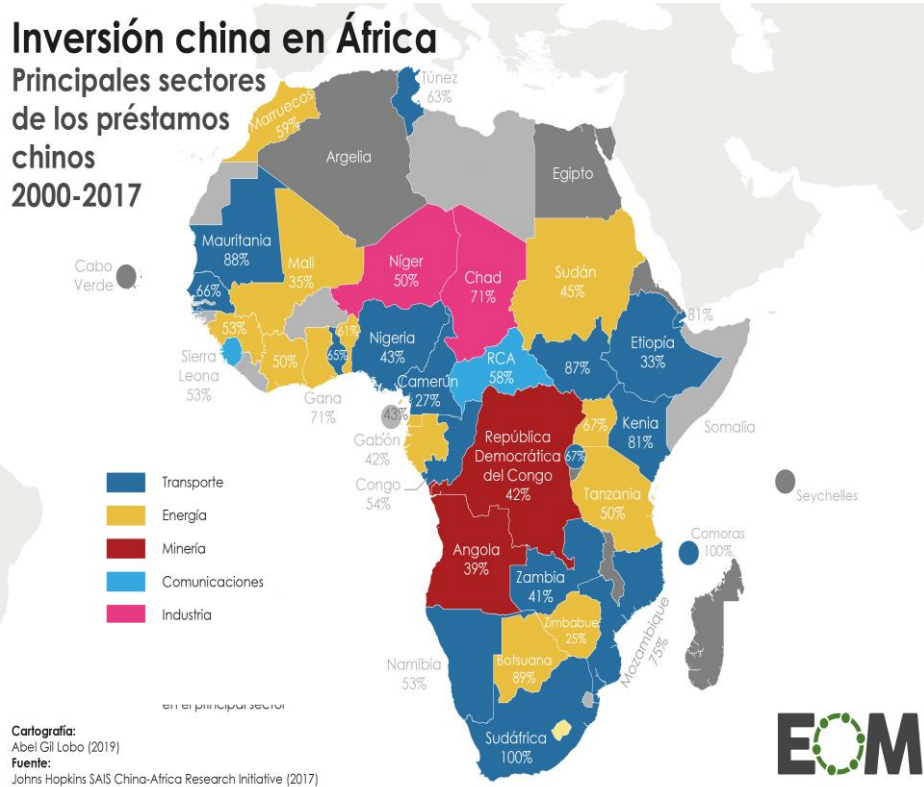 Inversión china en África
Principales sectores
de los préstamos
chinos
2000-2017
Túnez
63%
Marruecos
59%
Argelia
Egipto
Mauritania
88%
Mali
35%
Níger
50%
Chad
71%
Sudán
45%
Cabo
Verde
66%
81%
53%
61%
Nigeria
43%
Etiopía
33%
RCA
58%
50%
65%
87%
Sierra
Leona
53%
Camerún
27%
Gana
71%
43%
67%
Kenia
81%
Somalia
Gabón
42%
República
Democrática
del Congo
42%
67%
Congo
54%
Tanzania
50%
Seychelles
Transporte
Energía
Minería
Comunicaciones
Industria
Comoras
100%
Angola
39%
Zambia
41%
Zimbabue
25%
Mozambique
75%
Namibia
53%
Botsuana
89%
en el principal sector
Sudáfrica
100%
Cartografía:
Abel Gil Lobo (2019)
Fuente:
Johns Hopkins SAIS China-Africa Research Initiative (2017)
EOM